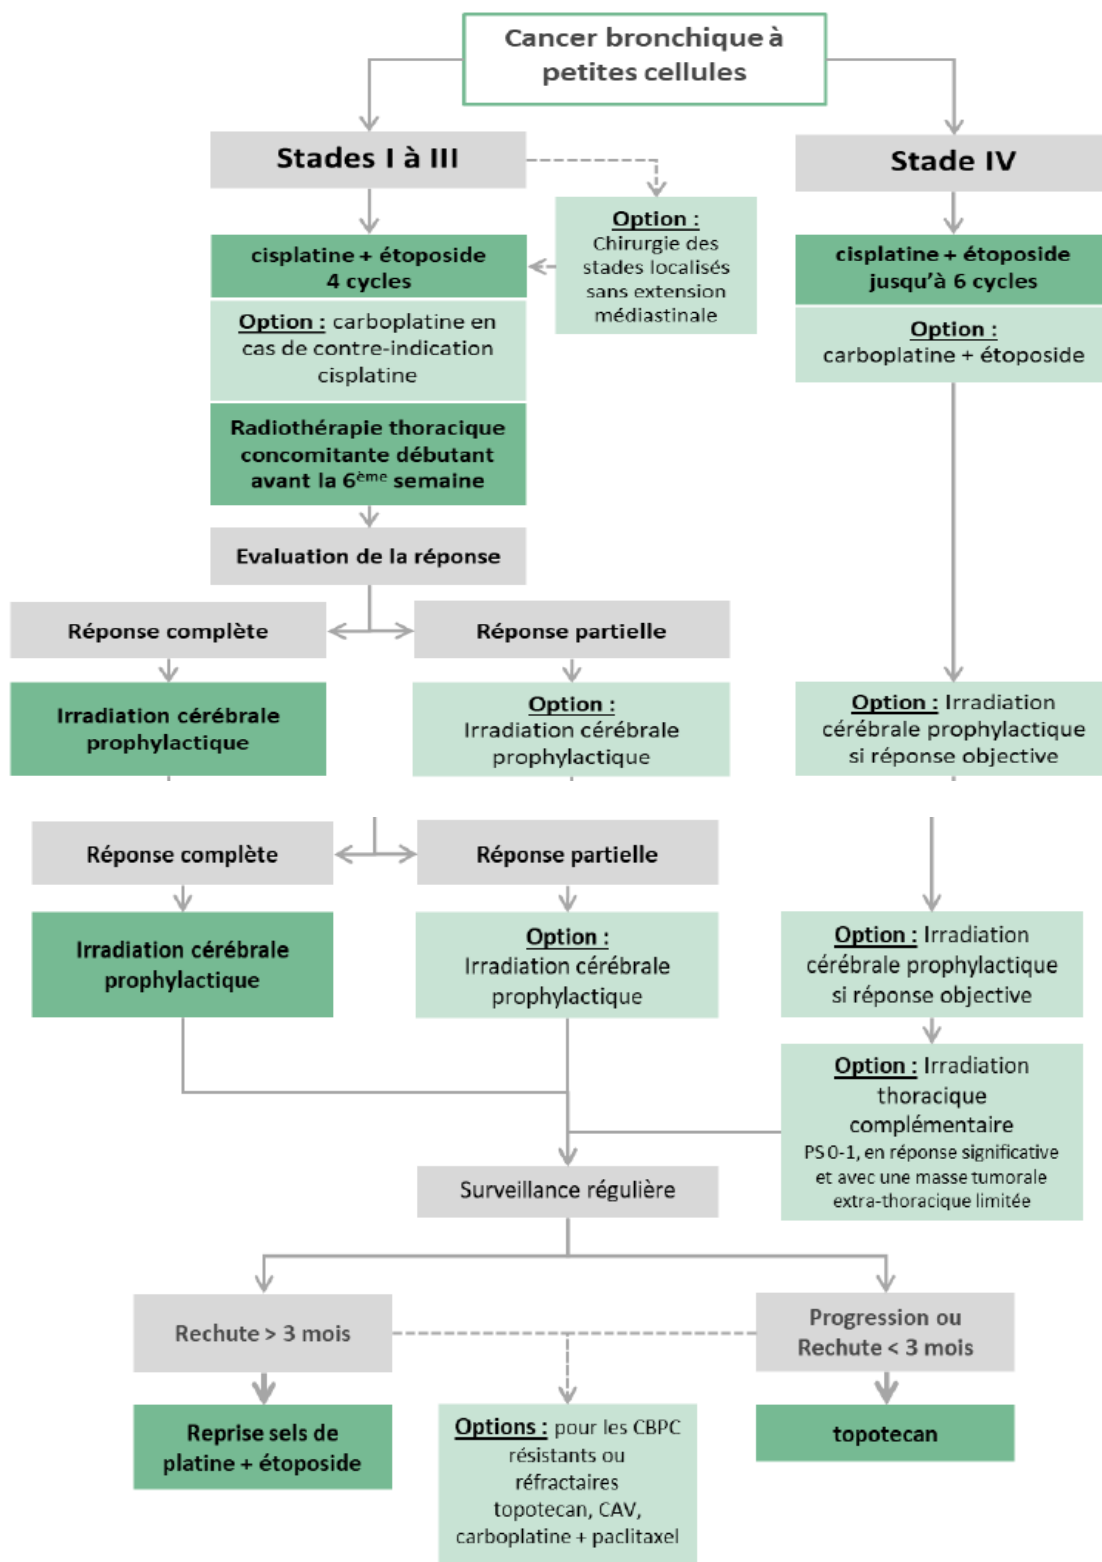 Cancer bronchique à
petites cellules
Stades I à III
Stade IV
Option :
Chirurgie des
stades localisés
sans extension
médiastinale
cisplatine + étoposide
4 cycles
Option : carboplatine en
cas de contre-indication
cisplatine
Radiothérapie thoracique
concomitante débutant
avant la 6ème semaine
cisplatine + étoposide
jusqu'à 6 cycles
Option :
carboplatine + étoposide
Evaluation de la réponse
Réponse complète
Réponse partielle
Irradiation cérébrale
prophylactique
Option :
Irradiation cérébrale
prophylactique
Option : Irradiation
cérébrale prophylactique
si réponse objective
Réponse complète
Réponse partielle
Irradiation cérébrale
prophylactique
Option :
Irradiation cérébrale
prophylactique
Option : Irradiation
cérébrale prophylactique
si réponse objective
Option : Irradiation
thoracique
complémentaire
PS 0-1, en réponse significative
et avec une masse tumorale
extra-thoracique limitée
Surveillance régulière
Rechute > 3 mois
Progression ou
Rechute < 3 mois
Reprise sels de
platine + étoposide
Options : pour les CBPC
résistants ou
réfractaires
topotecan, CAV,
carboplatine + paclitaxel
topotecan